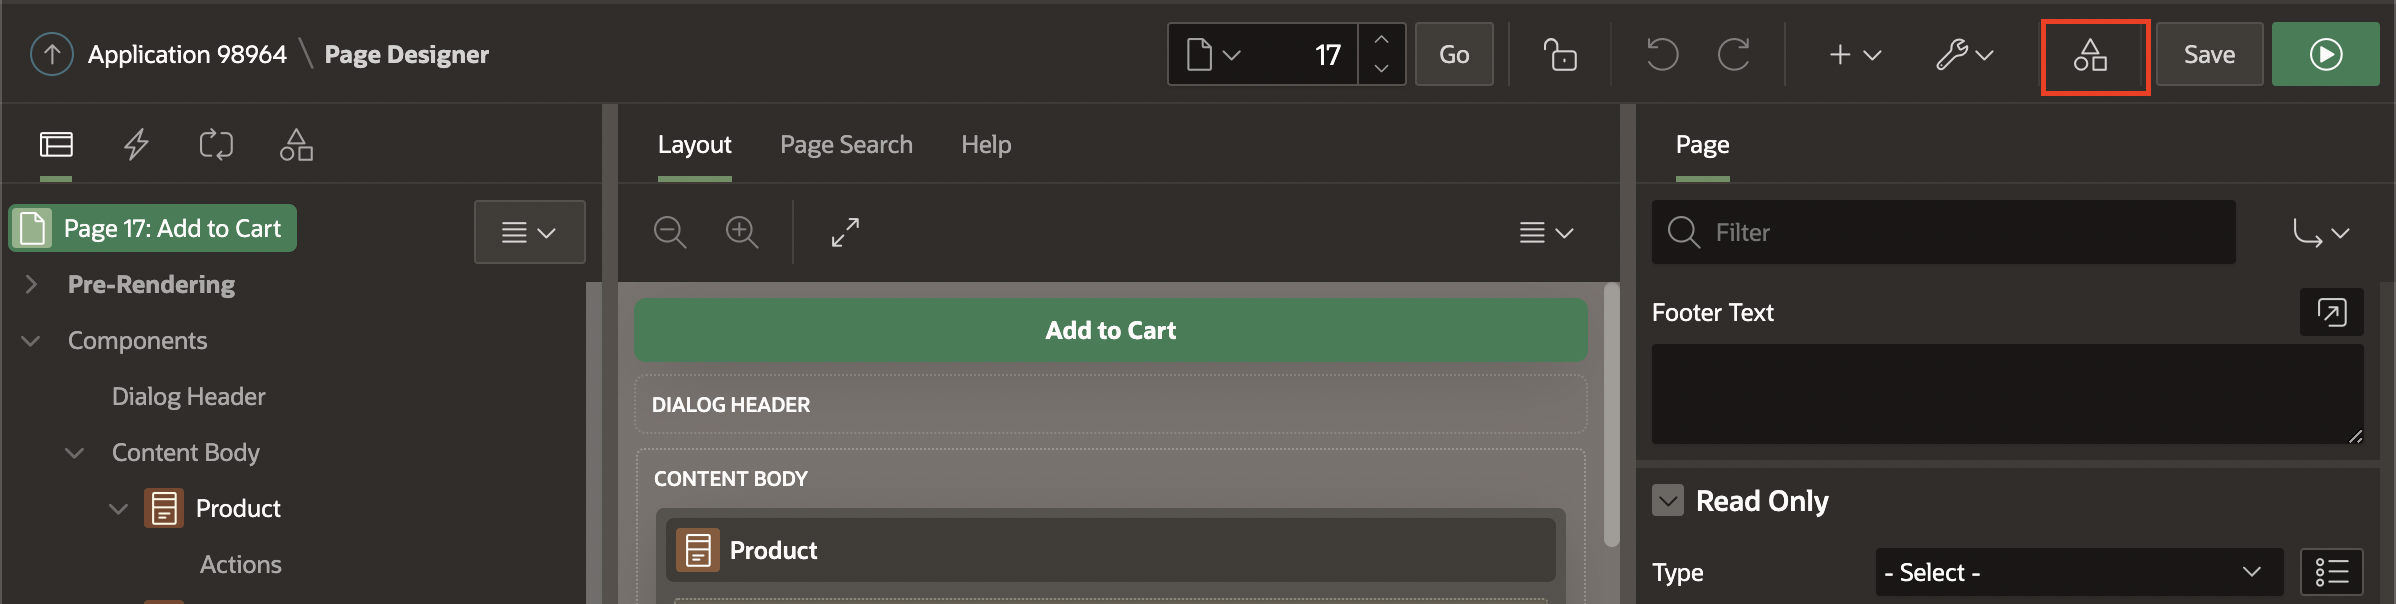 Application 98964 \ Page Designer
17
Go
Save
Layout
Page Search
Help
Page
Page 17: Add to Cart
Pre-Rendering
Components
Dialog Header
Content Body
Product
Actions
Add to Cart
DIALOG HEADER
CONTENT BODY
Product
Filter
Footer Text
Read Only
Type
- Select -